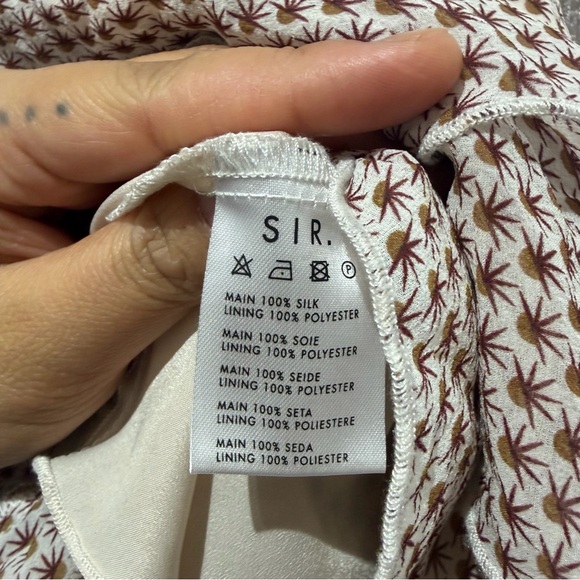 SIR.
P
MAIN 100% SILK
LINING 100% POLYESTER
MAIN 100% SOIE
LINING 100% POLYESTER
MAIN 100% SEIDE
LINING 100% POLYESTER
MAIN 100% SETA
LINING 100% POLIESTERE
MAIN 100% SEDA
LINING 100% POLIESTER